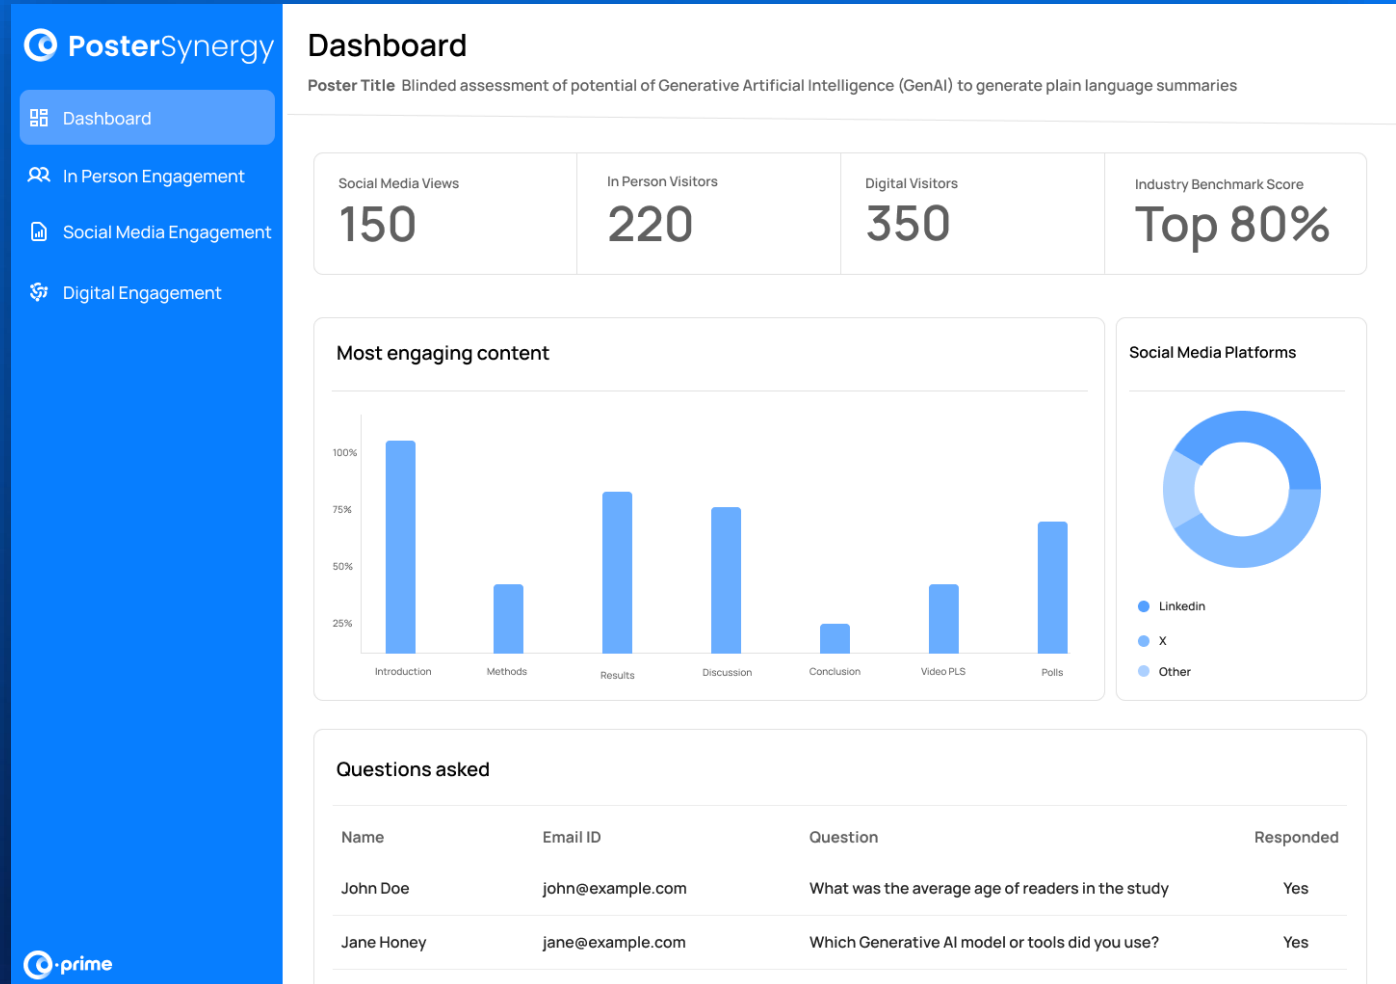 PosterSynergy
Dashboard
In Person Engagement
Social Media Engagement
Digital Engagement
·prime
Dashboard
Poster Title Blinded assessment of potential of Generative Artificial Intelligence (GenAI) to generate plain language summaries
Social Media Views
150
In Person Visitors
220
Digital Visitors
350
Industry Benchmark Score
Top 80%
Most engaging content
100%
75%
50%
25%
Introduction
Methods
Results
Discussion
Conclusion
Video PLS
Polls
Social Media Platforms
Linkedin
X
Other
Questions asked
Name Email ID Question Responded
John Doe john@example.com What was the average age of readers in the study Yes
Jane Honey jane@example.com Which Generative AI model or tools did you use? Yes